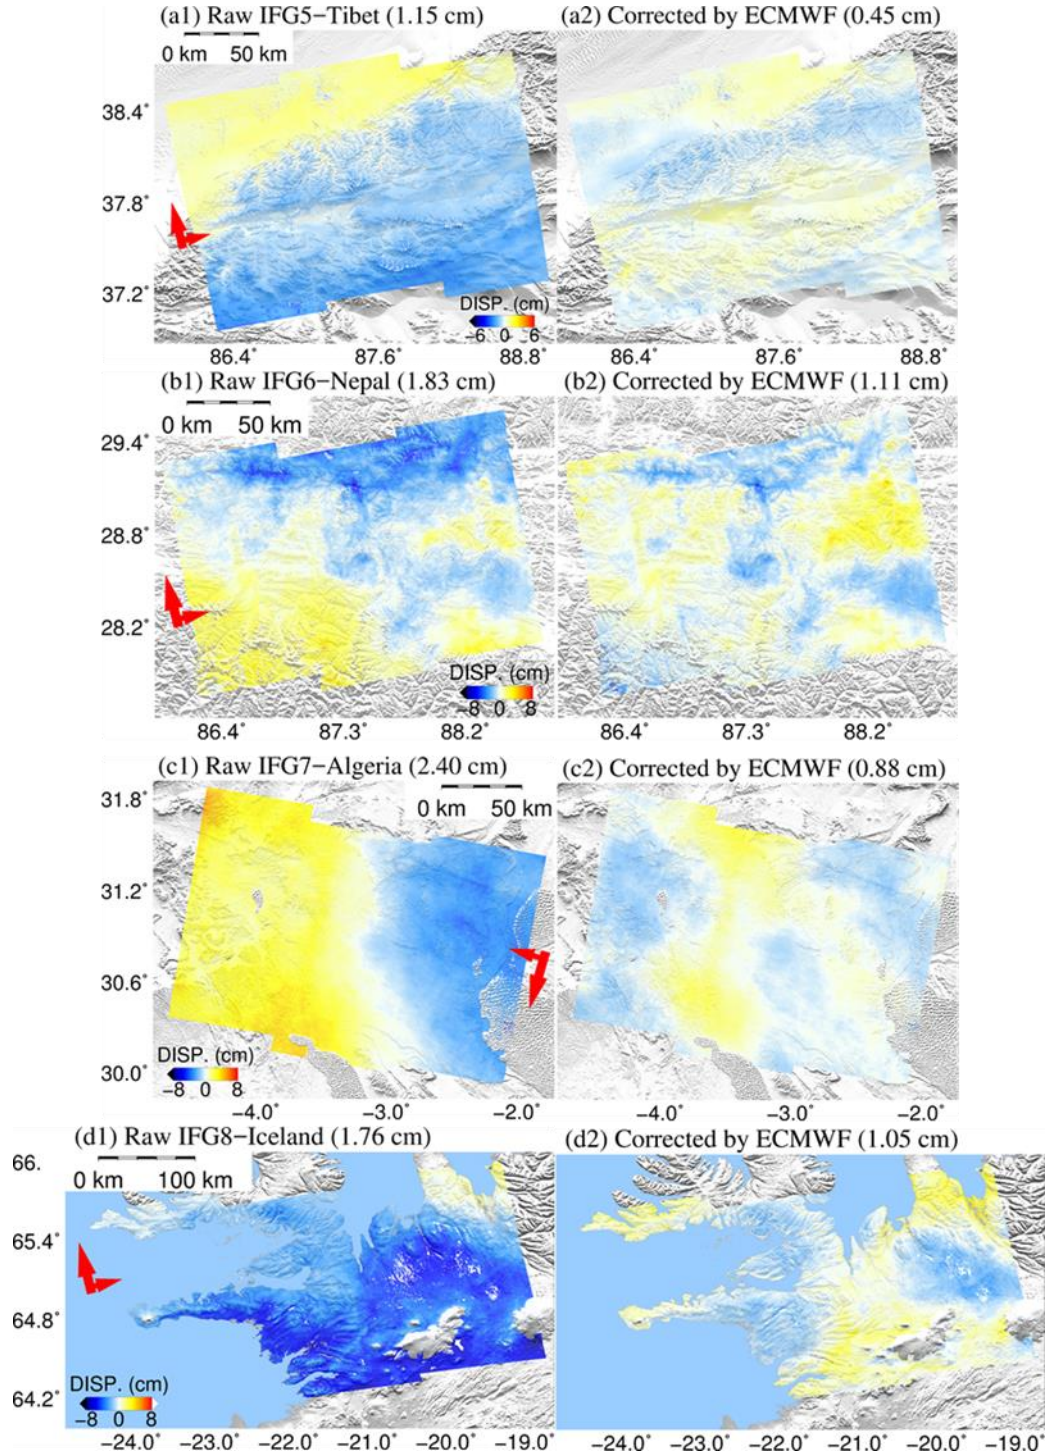 (a1) Raw IFG5−Tibet (1.15 cm)
(a2) Corrected by ECMWF (0.45 cm)
0 km 50 km
38.4°
37.8°
37.2°
DISP. (cm)
−6 0 6
86.4° 87.6° 88.8°
86.4° 87.6° 88.8°
(b1) Raw IFG6−Nepal (1.83 cm)
(b2) Corrected by ECMWF (1.11 cm)
0 km 50 km
29.4°
28.8°
28.2°
DISP. (cm)
−8 0 8
86.4° 87.3° 88.2°
86.4° 87.3° 88.2°
(c1) Raw IFG7−Algeria (2.40 cm)
(c2) Corrected by ECMWF (0.88 cm)
0 km 50 km
31.8°
31.2°
30.6°
30.0°
DISP. (cm)
−8 0 8
−4.0° −3.0° −2.0°
−4.0° −3.0° −2.0°
(d1) Raw IFG8−Iceland (1.76 cm)
(d2) Corrected by ECMWF (1.05 cm)
0 km 100 km
66.
65.4°
64.8°
64.2°
DISP. (cm)
−8 0 8
−24.0° −23.0° −22.0° −21.0° −20.0° −19.0°
−24.0° −23.0° −22.0° −21.0° −20.0° −19.0°